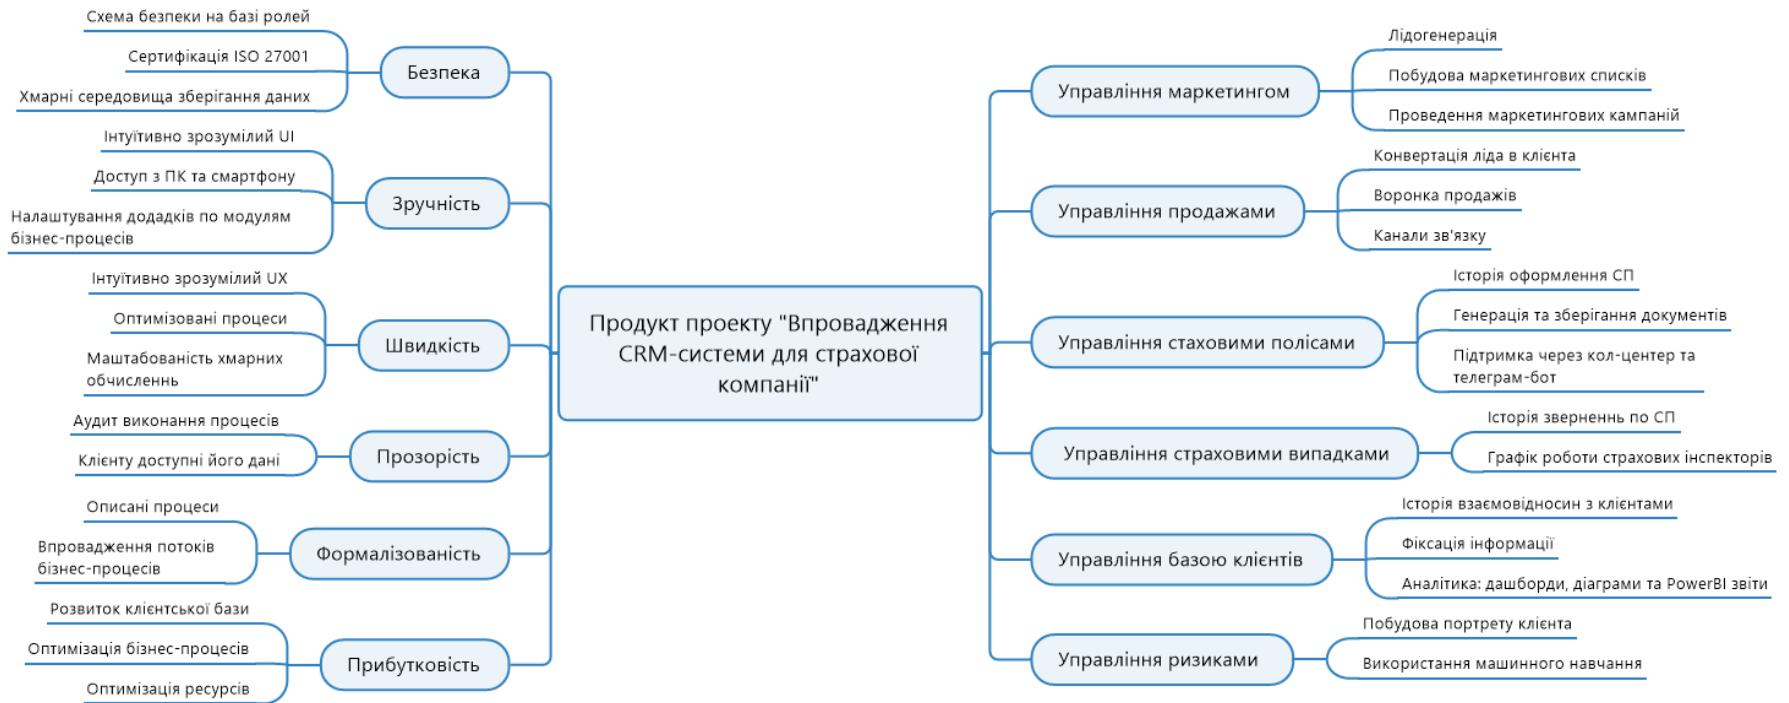 Схема безпеки на базі ролей
Сертифікація ISO 27001
Хмарні середовища зберігання даних
Безпека
Інтуїтивно зрозумілий UI
Доступ з ПК та смартфону
Налаштування додадків по модулям
бізнес-процесів
Зручність
Інтуїтивно зрозумілий UX
Оптимізовані процеси
Маштабованість хмарних
обчисленнь
Швидкість
Аудит виконання процесів
Клієнту доступні його дані
Прозорість
Описані процеси
Впровадження потоків
бізнес-процесів
Формалізованість
Розвиток клієнтської бази
Оптимізація бізнес-процесів
Оптимізація ресурсів
Прибутковість
Продукт проекту "Впровадження
CRM-системи для страхової
компанії"
Управління маркетингом
Лідогенерація
Побудова маркетингових списків
Проведення маркетингових кампаній
Управління продажами
Конвертація ліда в клієнта
Воронка продажів
Канали зв'язку
Управління стаховими полісами
Історія оформлення СП
Генерація та зберігання документів
Підтримка через кол-центр та
телеграм-бот
Управління страховими випадками
Історія зверненнь по СП
Графік роботи страхових інспекторів
Управління базою клієнтів
Історія взаємовідносин з клієнтами
Фіксація інформації
Аналітика: дашборди, діаграми та PowerBI звіти
Управління ризиками
Побудова портрету клієнта
Використання машинного навчання